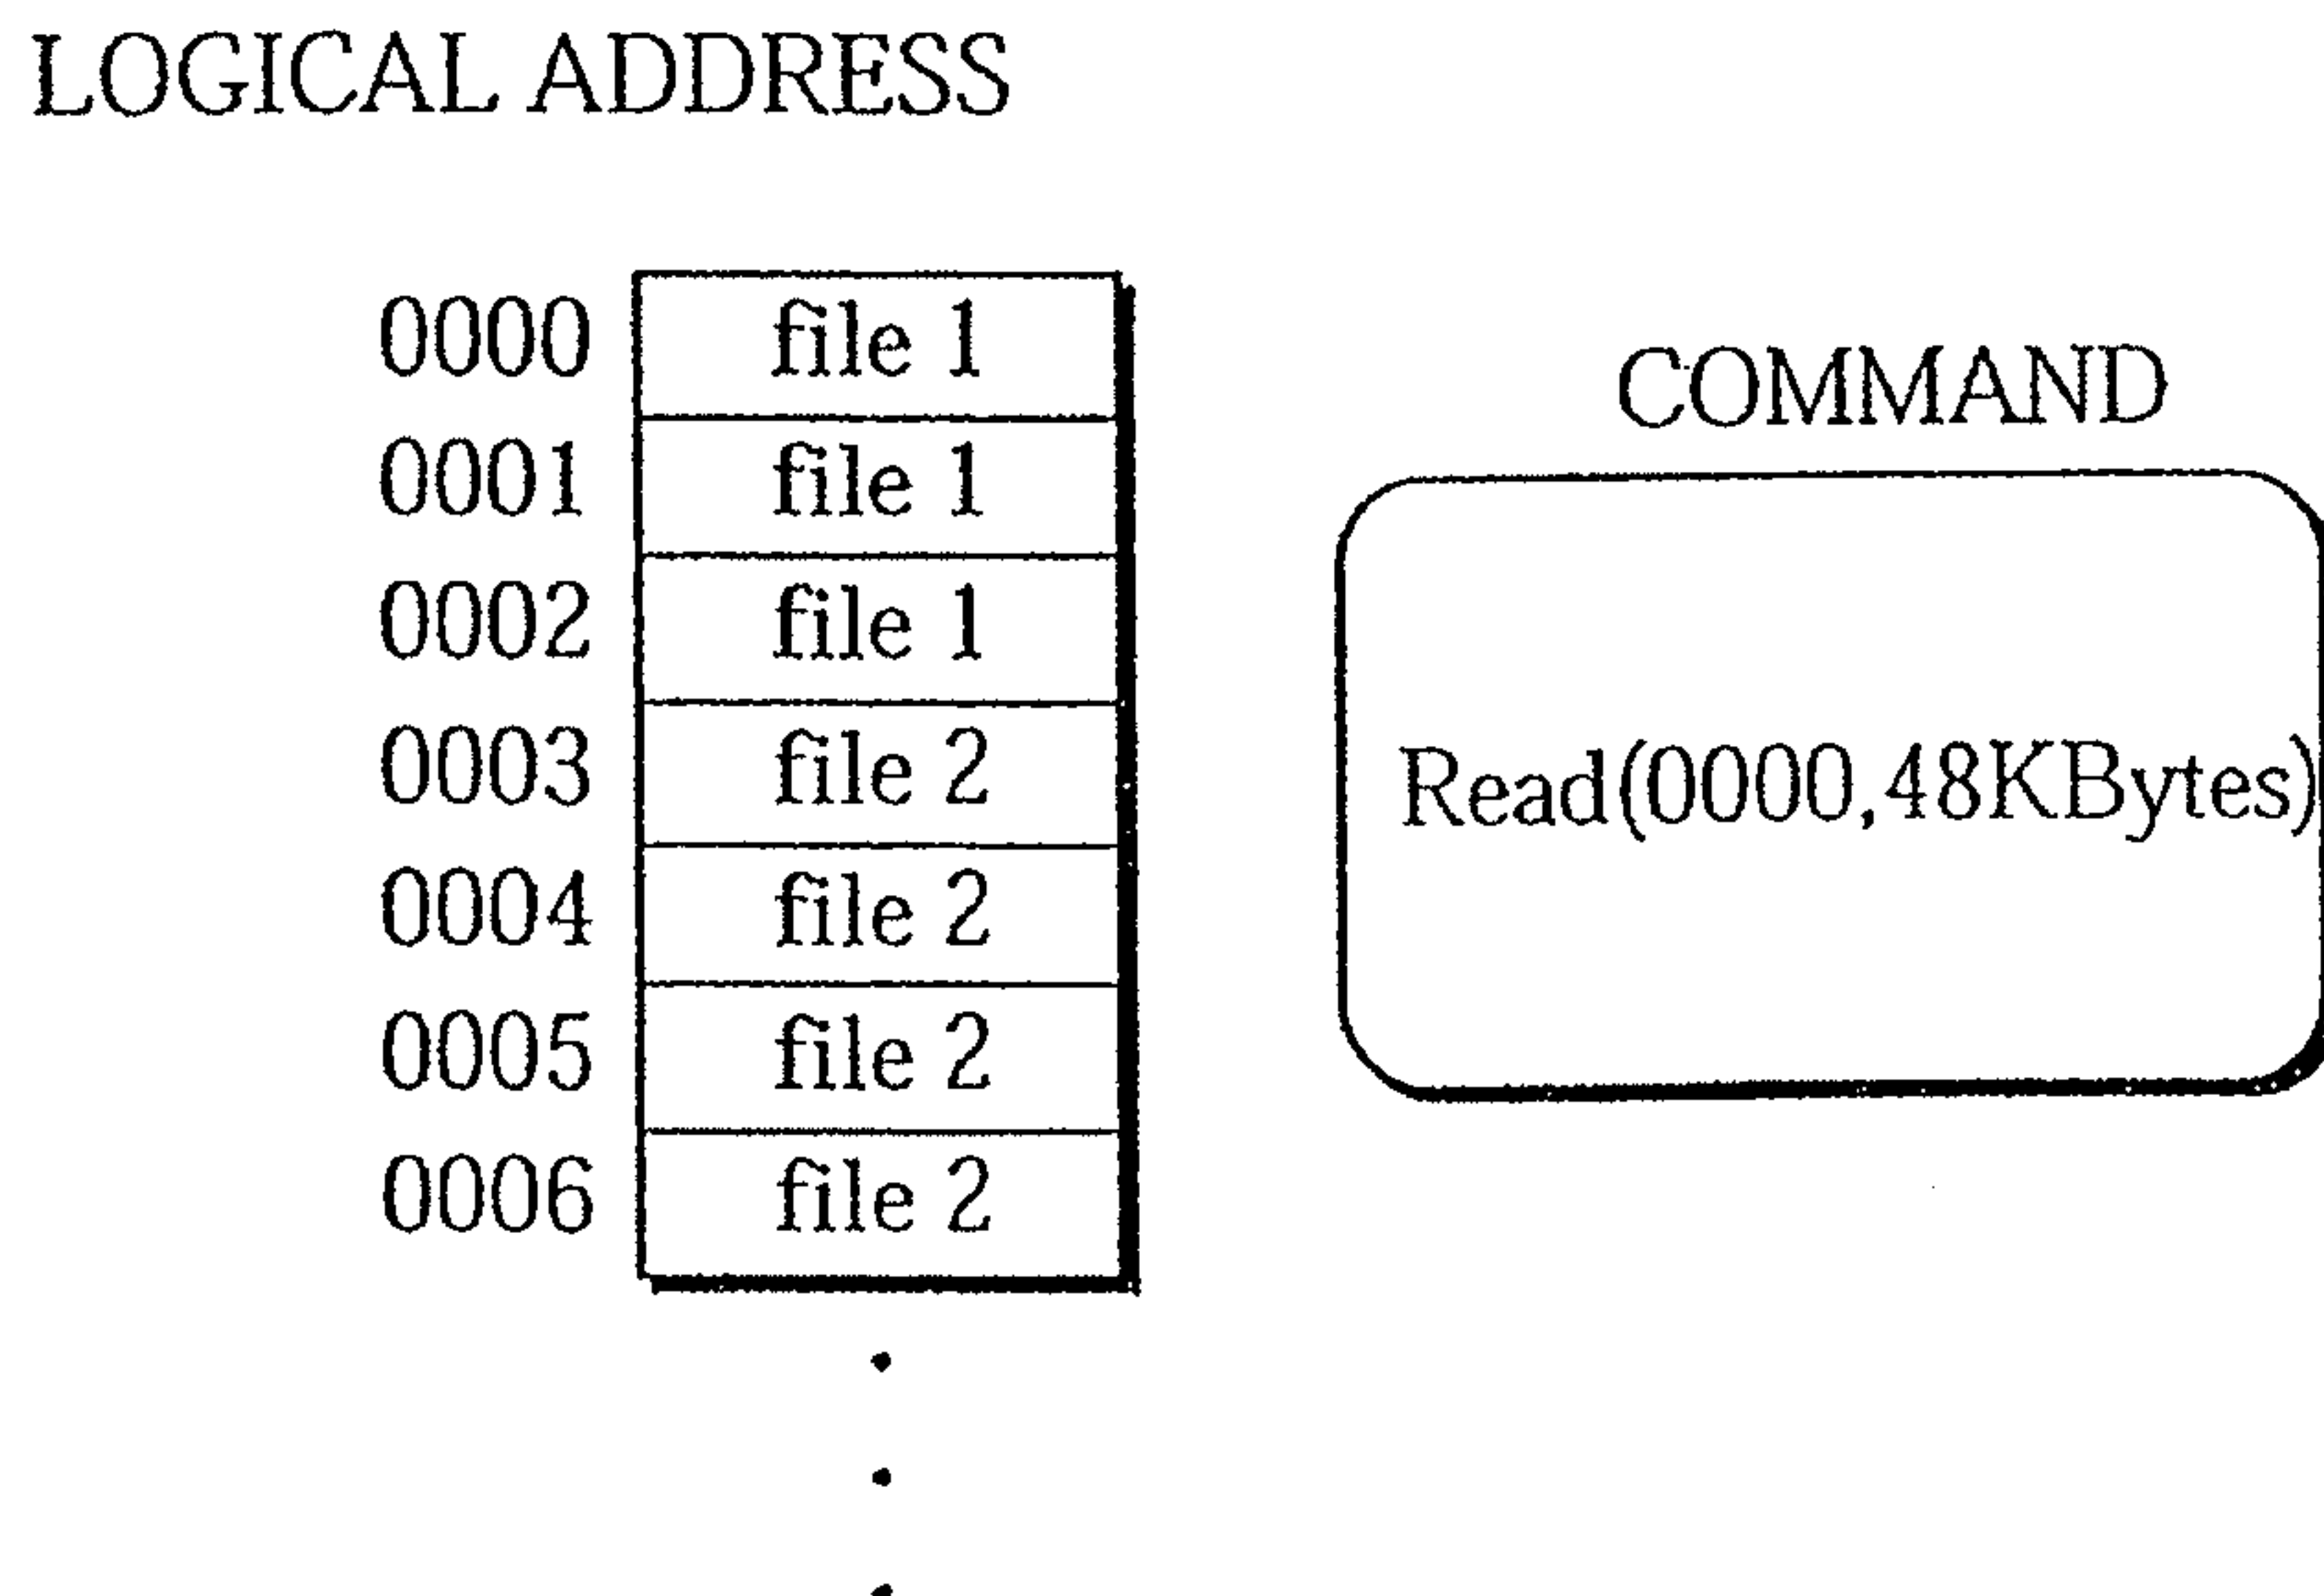 LOGICAL ADDRESS
0000 file 1
0001 file 1
0002 file 1
0003 file 2
0004 file 2
0005 file 2
0006 file 2
COMMAND
Read(0000,48KBytes)